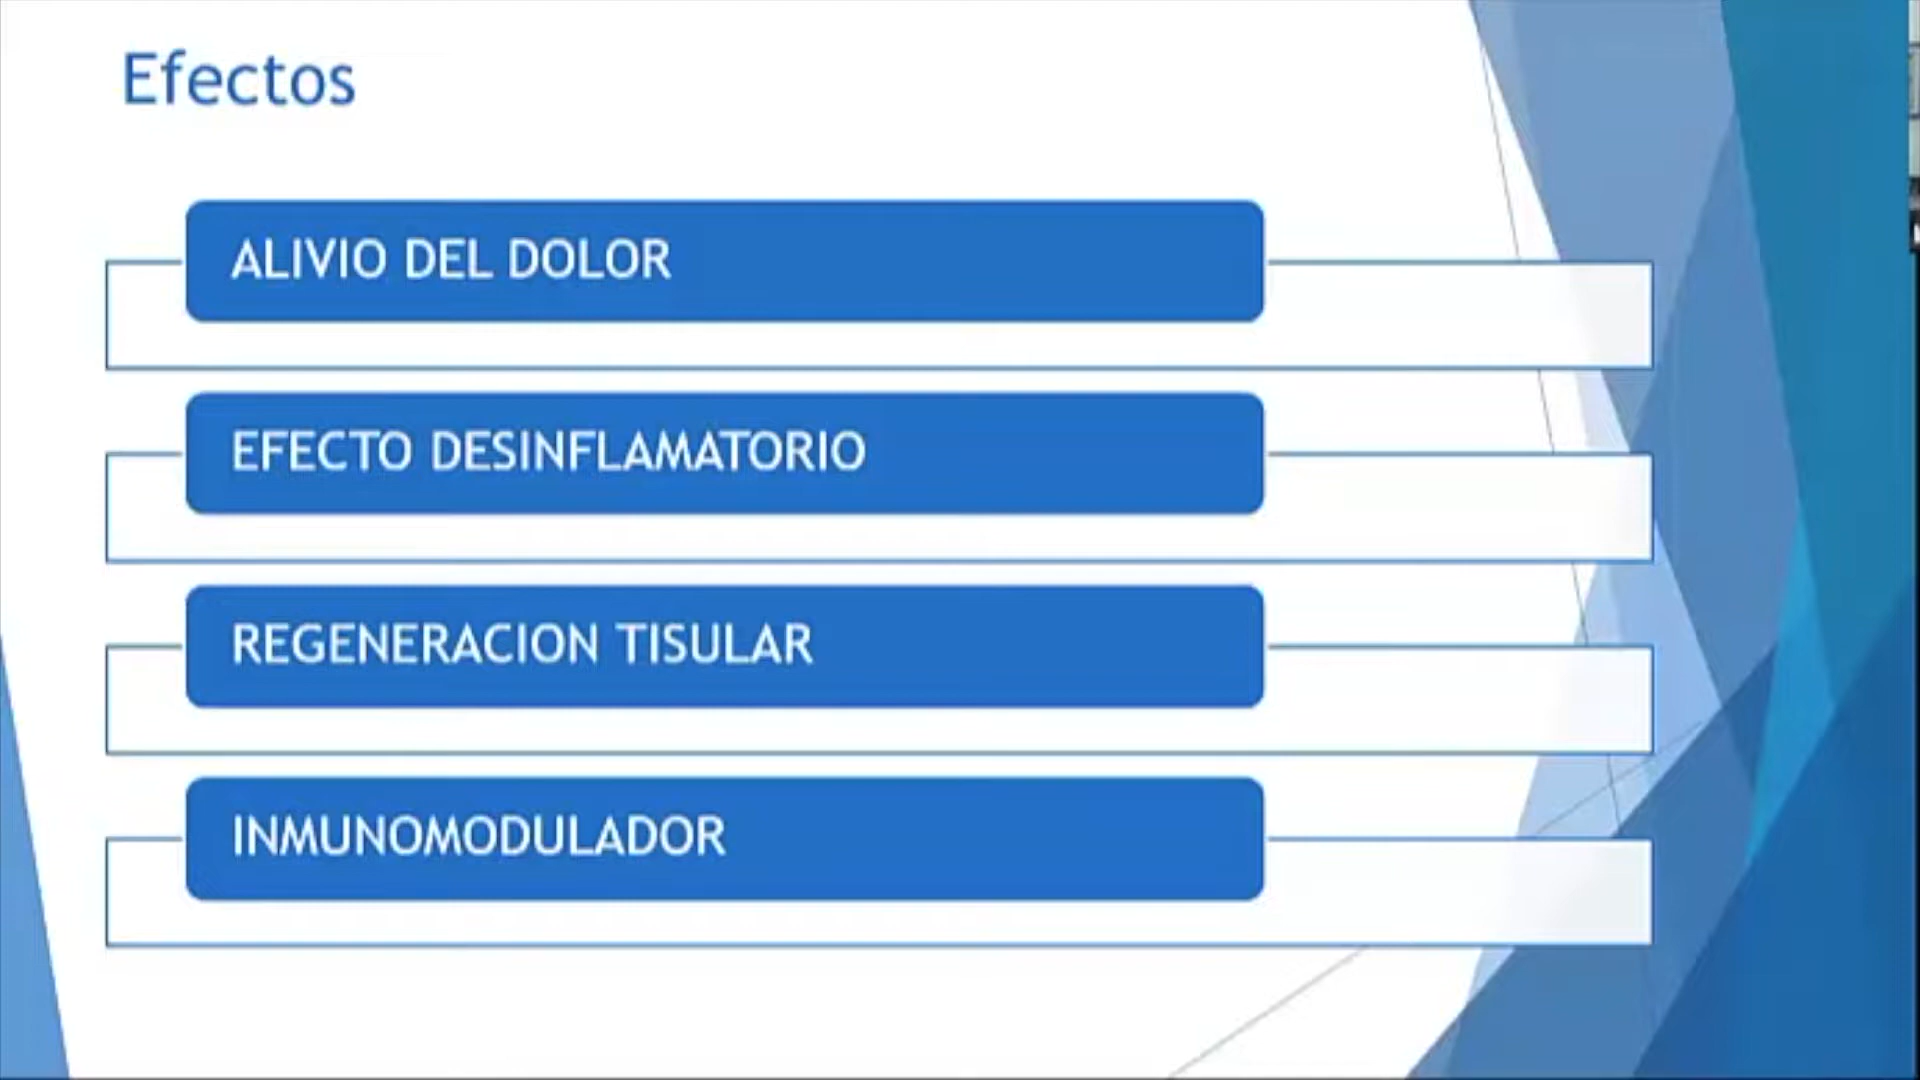 Efectos
ALIVIO DEL DOLOR
EFECTO DESINFLAMATORIO
REGENERACION TISULAR
INMUNOMODULADOR